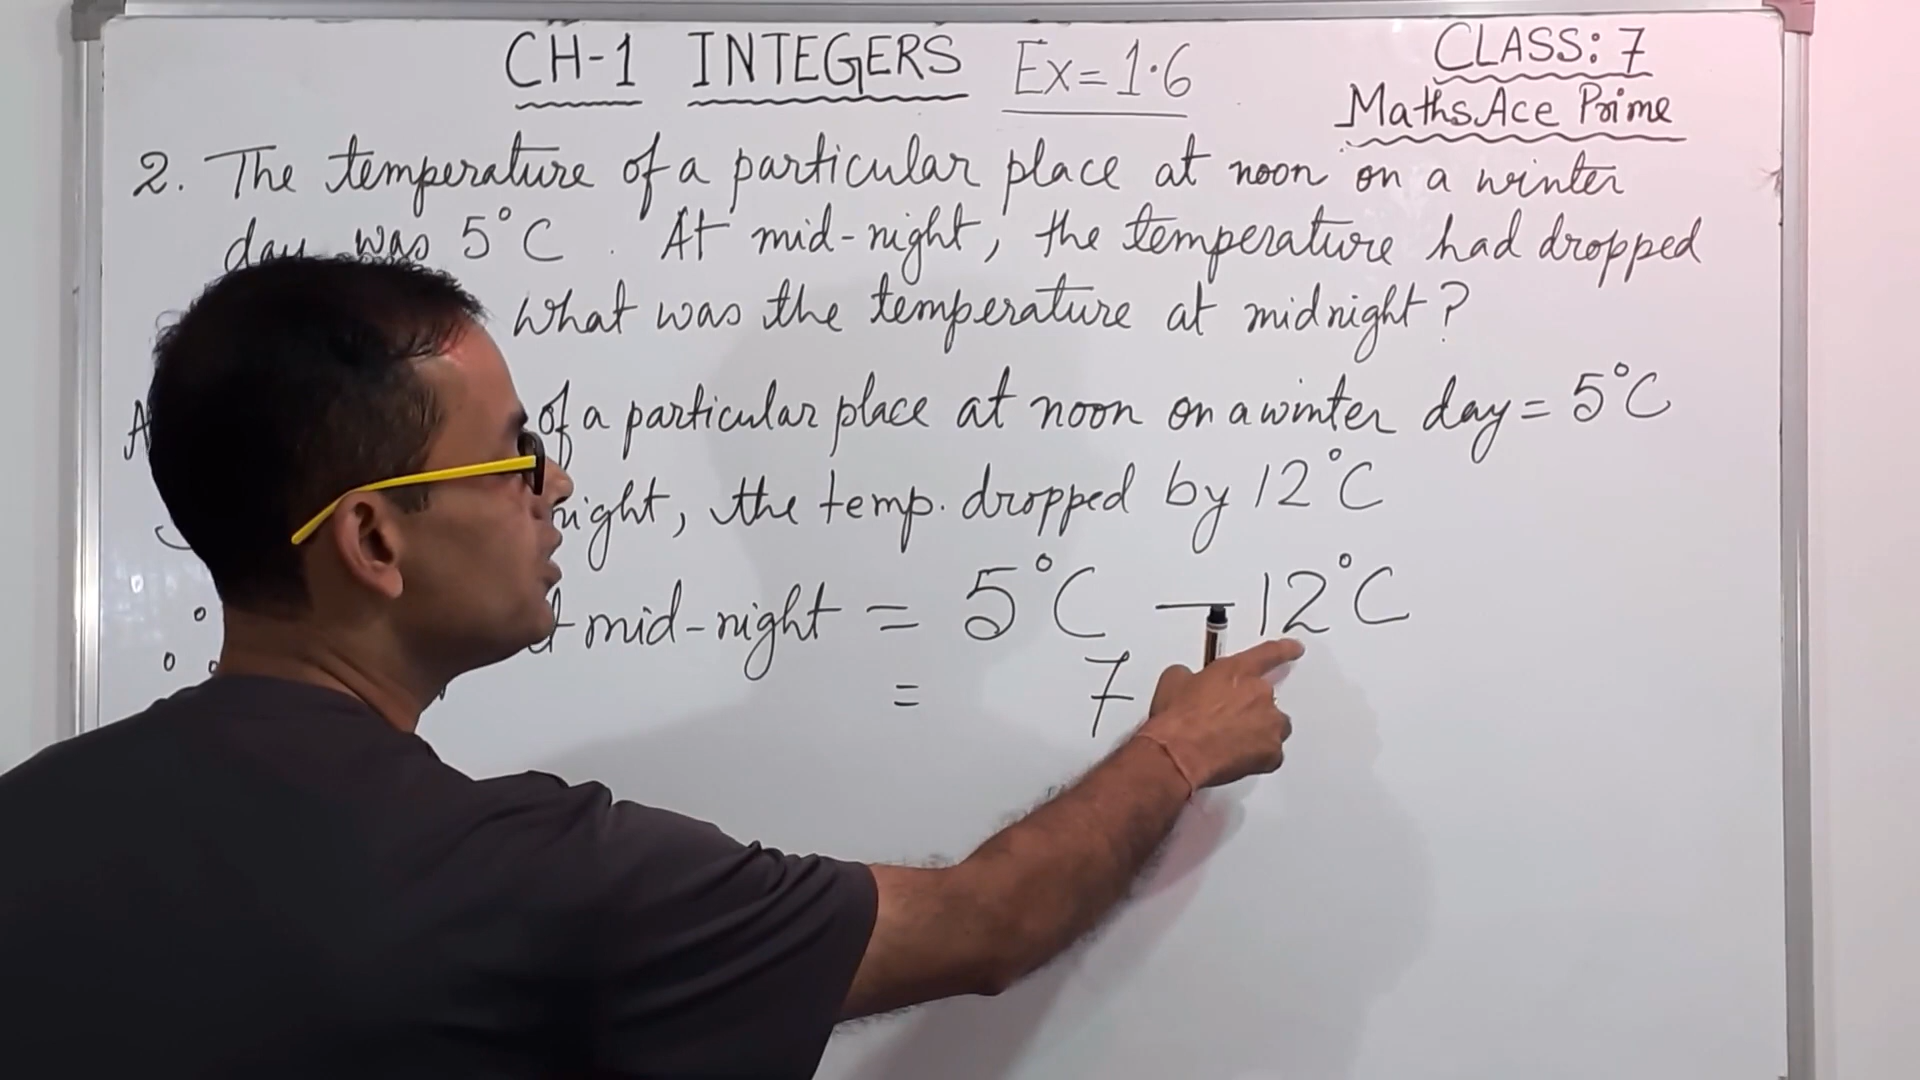 CH-1 INTEGERS Ex=1.6
CLASS: 7
Maths Ace Prime
2. The temperature of a particular place at noon on a winter
day was 5°C. At mid-night, the temperature had dropped
What was the temperature at midnight?
of a particular place at noon on a winter day = 5°C
night, the temp. dropped by 12°C
mid-night = 5°C - 12°C
= 7